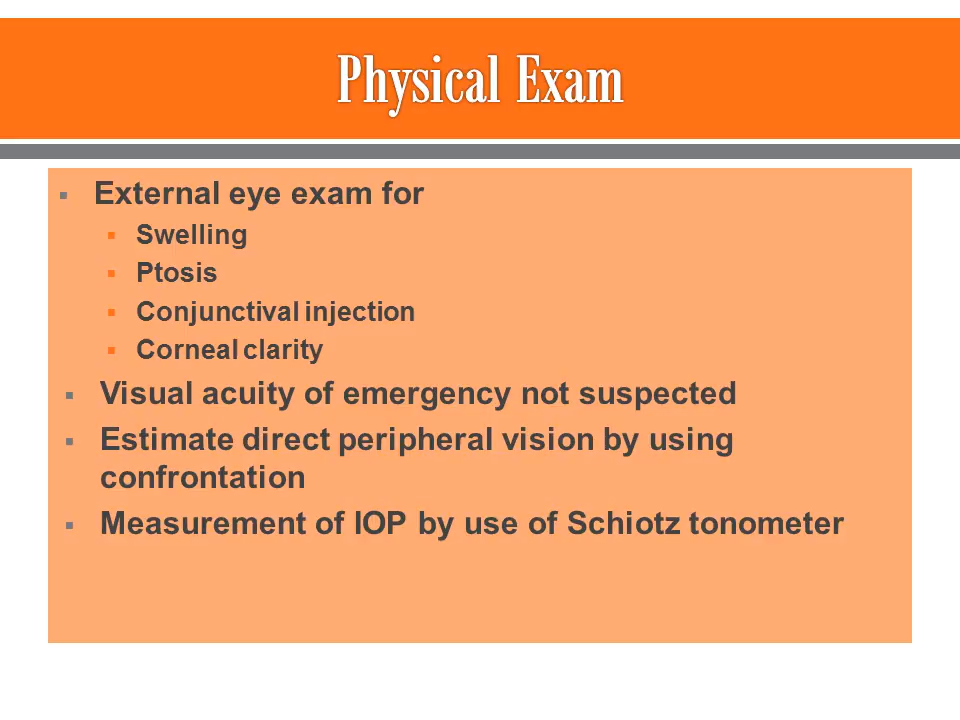 Physical Exam
External eye exam for
Swelling
Ptosis
Conjunctival injection
Corneal clarity
Visual acuity of emergency not suspected
Estimate direct peripheral vision by using
confrontation
Measurement of IOP by use of Schiotz tonometer